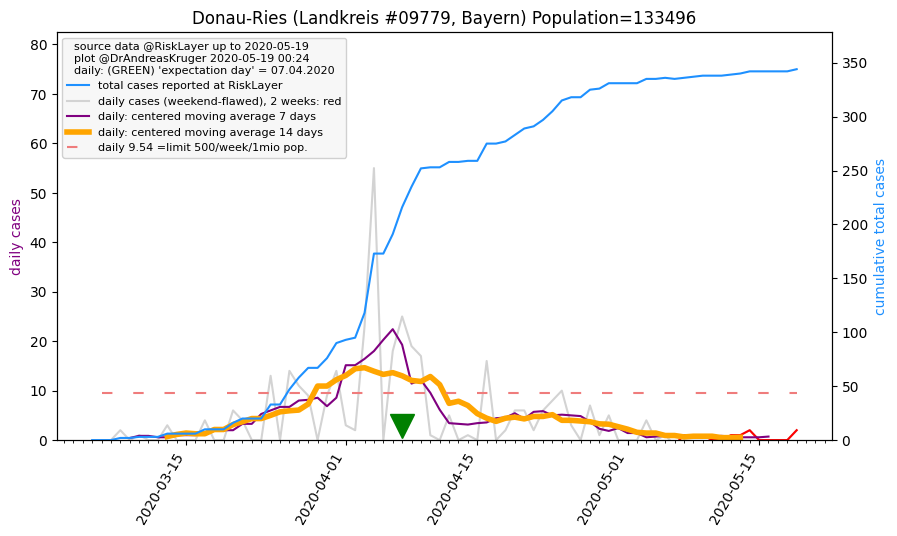 Donau-Ries (Landkreis #09779, Bayern) Population=133496
source data @RiskLayer up to 2020-05-19
plot @DrAndreasKruger 2020-05-19 00:24
daily: (GREEN) 'expectation day' = 07.04.2020
total cases reported at RiskLayer
daily cases (weekend-flawed), 2 weeks: red
daily: centered moving average 7 days
daily: centered moving average 14 days
daily 9.54 =limit 500/week/1mio pop.
daily cases
80
70
60
50
40
30
20
10
0
cumulative total cases
350
300
250
200
150
100
50
0
2020-03-15
2020-04-01
2020-04-15
2020-05-01
2020-05-15